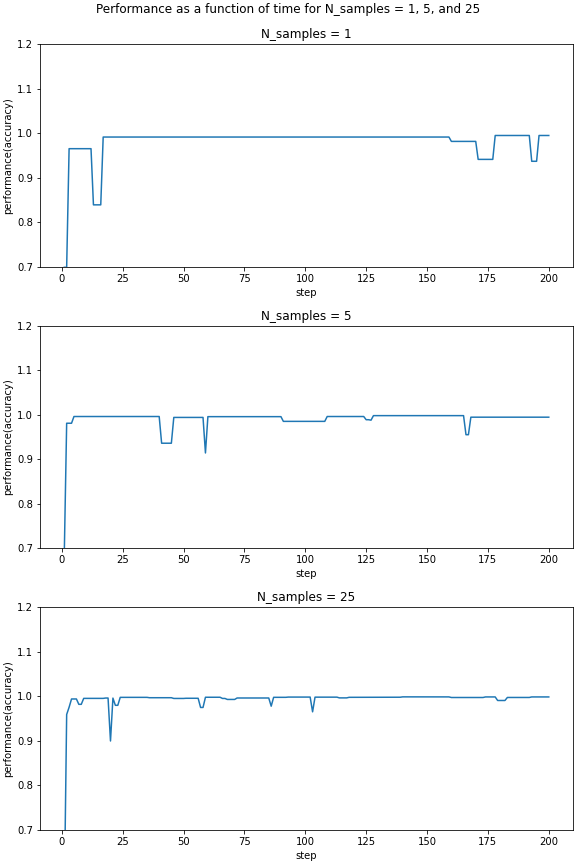 Performance as a function of time for N_samples = 1, 5, and 25
N_samples = 1
1.2
1.1
1.0
0.9
0.8
0.7
performance(accuracy)
0 25 50 75 100 125 150 175 200
step
N_samples = 5
1.2
1.1
1.0
0.9
0.8
0.7
performance(accuracy)
0 25 50 75 100 125 150 175 200
step
N_samples = 25
1.2
1.1
1.0
0.9
0.8
0.7
performance(accuracy)
0 25 50 75 100 125 150 175 200
step